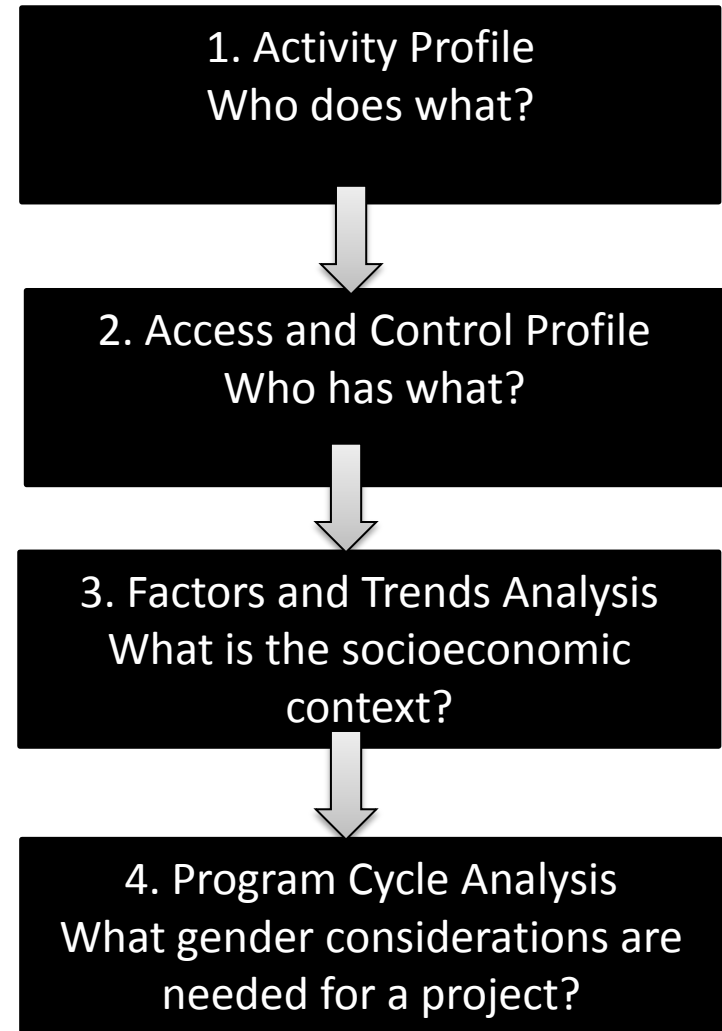 1. Activity Profile
Who does what?
2. Access and Control Profile
Who has what?
3. Factors and Trends Analysis
What is the socioeconomic
context?
4. Program Cycle Analysis
What gender considerations are
needed for a project?